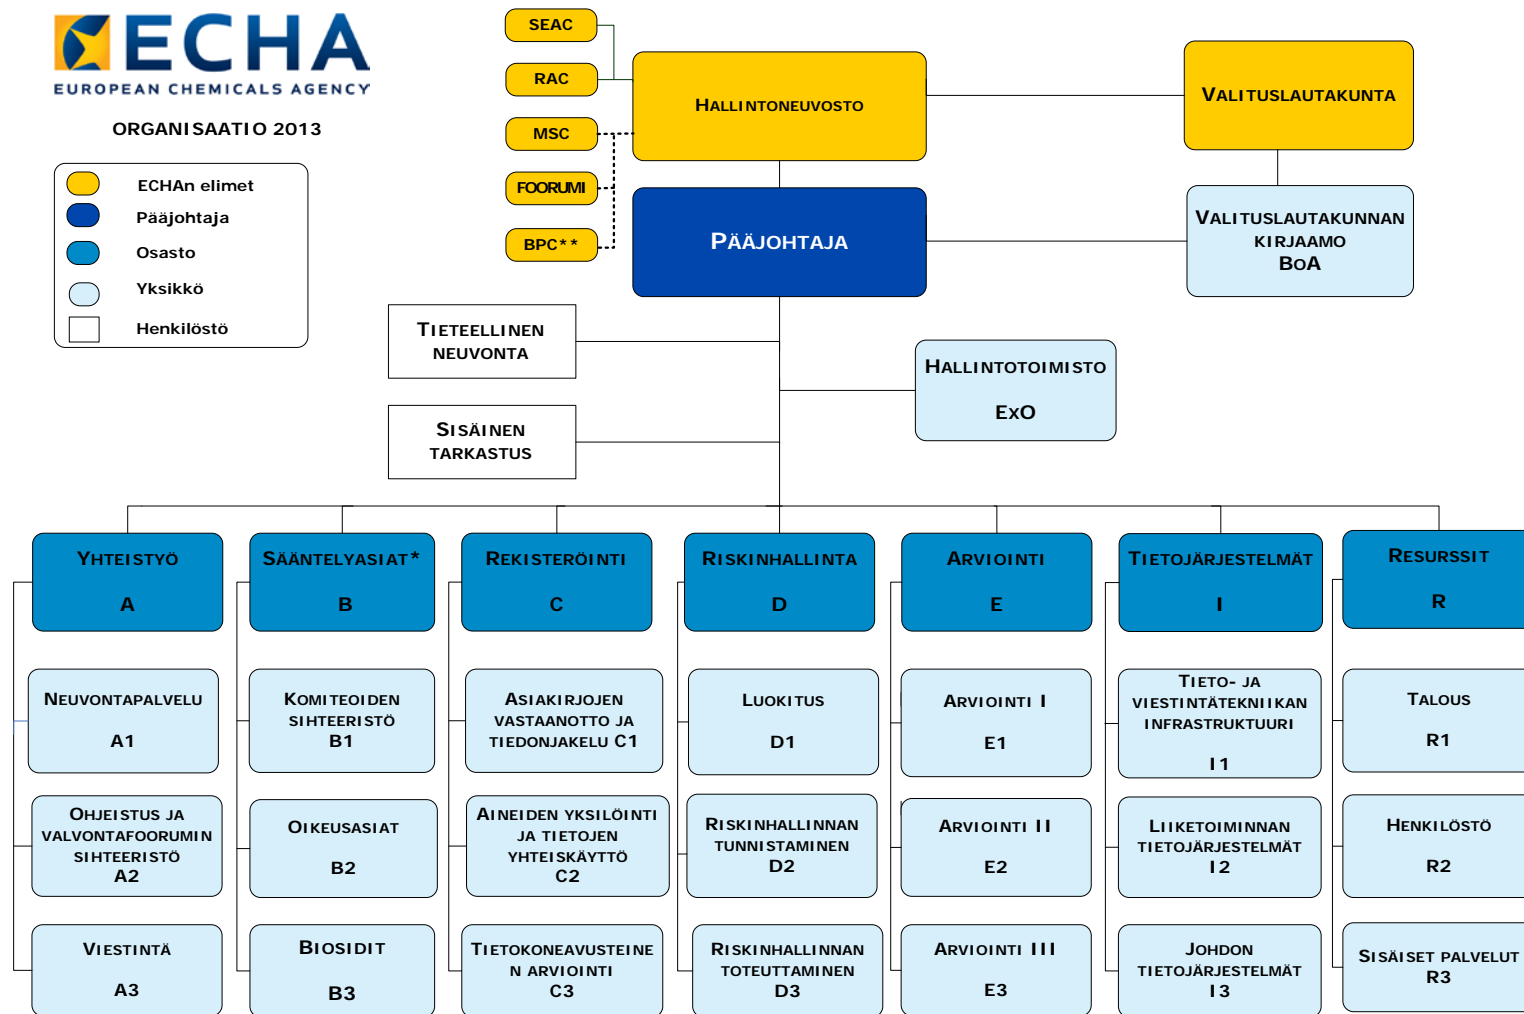 ECHA
EUROPEAN CHEMICALS AGENCY
ORGANISAATIO 2013
ECHAn elimet
Pääjohtaja
Osasto
Yksikkö
Henkilöstö
SEAC
RAC
MSC
FOORUMI
BPC**
HALLINTONEUVOSTO
VALITUSLAUTAKUNTA
PÄÄJOHTAJA
VALITUSLAUTAKUNNAN
KIRJAAMO
BOA
TIETEELLINEN
NEUVONTA
HALLINTOTOIMISTO
EXO
SISÄINEN
TARKASTUS
YHTEISTYÖ
A
SÄÄNTELYASIAT*
B
REKISTERÖINTI
C
RISKINHALLINTA
D
ARVIOINTI
E
TIETOJÄRJESTELMÄT
I
RESURSSIT
R
NEUVONTAPALVELU
A1
KOMITEOIDEN
SIHTEERISTÖ
B1
ASIAKIRJOJEN
VASTAANOTTO JA
TIEDONJAKELU C1
LUOKITUS
D1
ARVIOINTI I
E1
TIETO- JA
VIESTINTÄTEKNIIKAN
INFRASTRUKTUURI
I1
TALOUS
R1
OHJEISTUS JA
VALVONTAFOORUMIN
SIHTEERISTÖ
A2
OIKEUSASIAT
B2
AINEIDEN YKSILÖINTI
JA TIETOJEN
YHTEISKÄYTTÖ
C2
RISKINHALLINNAN
TUNNISTAMINEN
D2
ARVIOINTI II
E2
LIIKETOIMINNAN
TIETOJÄRJESTELMÄT
I2
HENKILÖSTÖ
R2
VIESTINTÄ
A3
BIOSIDIT
B3
TIETOKONEAVUSTEINE
N ARVIOINTI
C3
RISKINHALLINNAN
TOTEUTTAMINEN
D3
ARVIOINTI III
E3
JOHDON
TIETOJÄRJESTELMÄT
I3
SISÄISET PALVELUT
R3